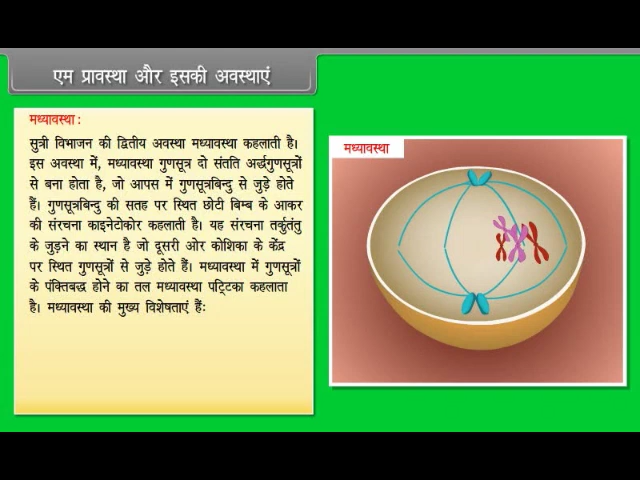 एम प्रावस्था और इसकी अवस्थाएं
मध्यावस्था :
सुत्री विभाजन की द्वितीय अवस्था मध्यावस्था कहलाती है।
इस अवस्था में, मध्यावस्था गुणसूत्र दो संतति अर्द्धगुणसूत्रों
से बना होता है, जो आपस में गुणसूत्रबिन्दु से जुड़े होते
हैं। गुणसूत्रबिन्दु की सतह पर स्थित छोटी बिम्ब के आकर
की संरचना काइनेटोकोर कहलाती है। यह संरचना तर्कुतंतु
के जुड़ने का स्थान है जो दूसरी ओर कोशिका के केंद्र
पर स्थित गुणसूत्रों से जुड़े होते हैं। मध्यावस्था में गुणसूत्रों
के पंक्तिबद्ध होने का तल मध्यावस्था पट्टिका कहलाता
है। मध्यावस्था की मुख्य विशेषताएं हैंः
मध्यावस्था